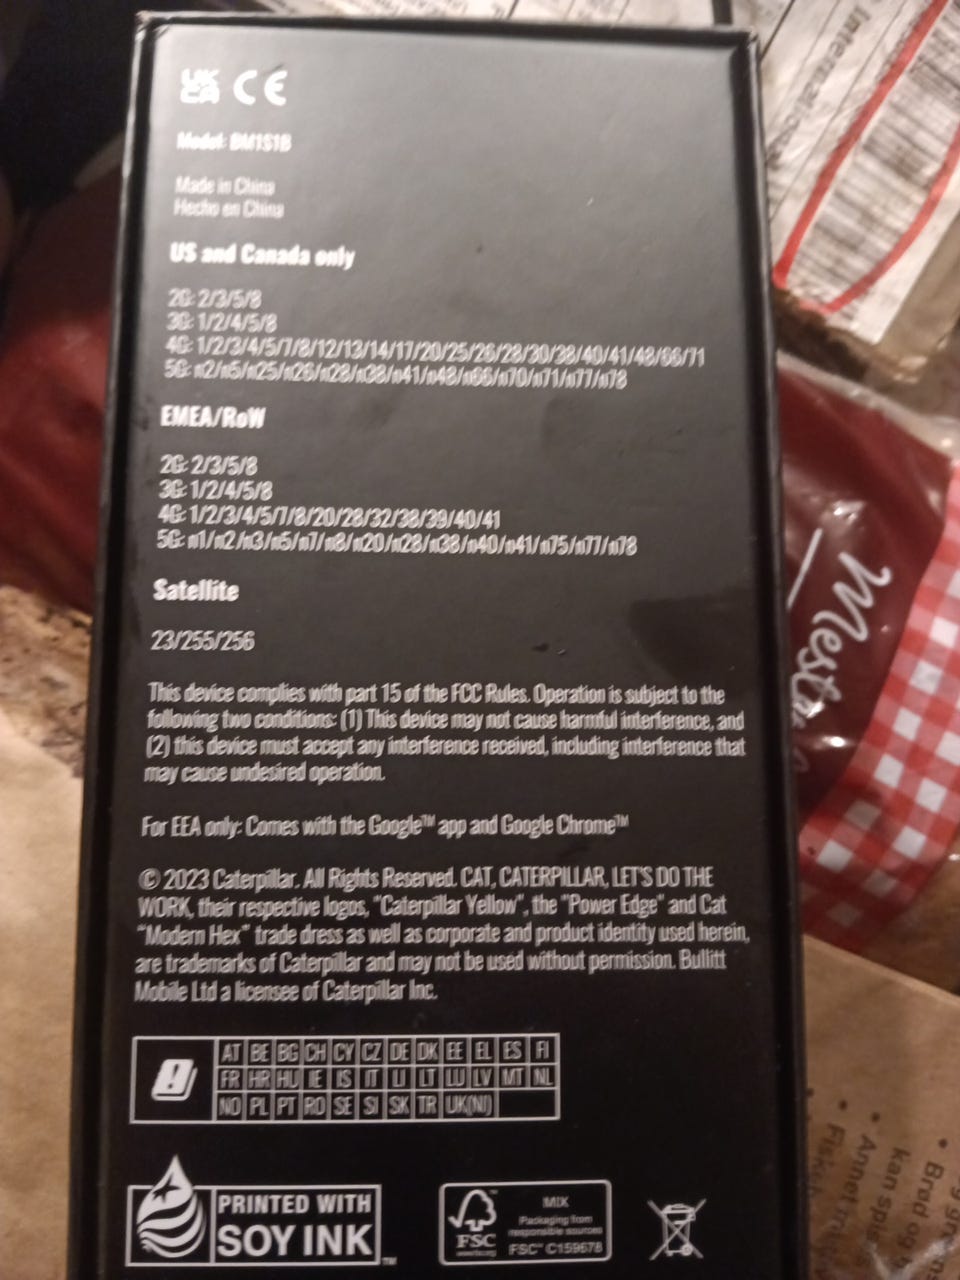 UK
CA CE
Model: BM1S1B
Made in China
Hecho en China
US and Canada only
2G: 2/3/5/8
3G: 1/2/4/5/8
4G: 1/2/3/4/5/7/8/12/13/14/17/20/25/26/28/30/38/40/41/48/66/71
5G: n2/n5/n25/n26/n28/n38/n41/n48/n66/n70/n71/n77/n78
EMEA/RoW
2G: 2/3/5/8
3G: 1/2/4/5/8
4G: 1/2/3/4/5/7/8/20/28/32/38/39/40/41
5G: n1/n2/n3/n5/n7/n8/n20/n28/n38/n40/n41/n75/n77/n78
Satellite
23/255/256
This device complies with part 15 of the FCC Rules. Operation is subject to the
following two conditions: (1) This device may not cause harmful interference, and
(2) this device must accept any interference received, including interference that
may cause undesired operation.
For EEA only: Comes with the Google™ app and Google Chrome™
© 2023 Caterpillar. All Rights Reserved. CAT, CATERPILLAR, LET'S DO THE
WORK, their respective logos, "Caterpillar Yellow", the "Power Edge" and Cat
"Modern Hex" trade dress as well as corporate and product identity used herein,
are trademarks of Caterpillar and may not be used without permission. Bullitt
Mobile Ltd a licensee of Caterpillar Inc.
AT BE BG CH CY CZ DE DK EE EL ES FI
FR HR HU IE IS IT LI LT LU LV MT NL
NO PL PT RO SE SI SK TR UK(NI)
PRINTED WITH
SOY INK™
FSC
MIX
Packaging from
responsible sources
FSC™ C159678
International
Brød
kan
Annet